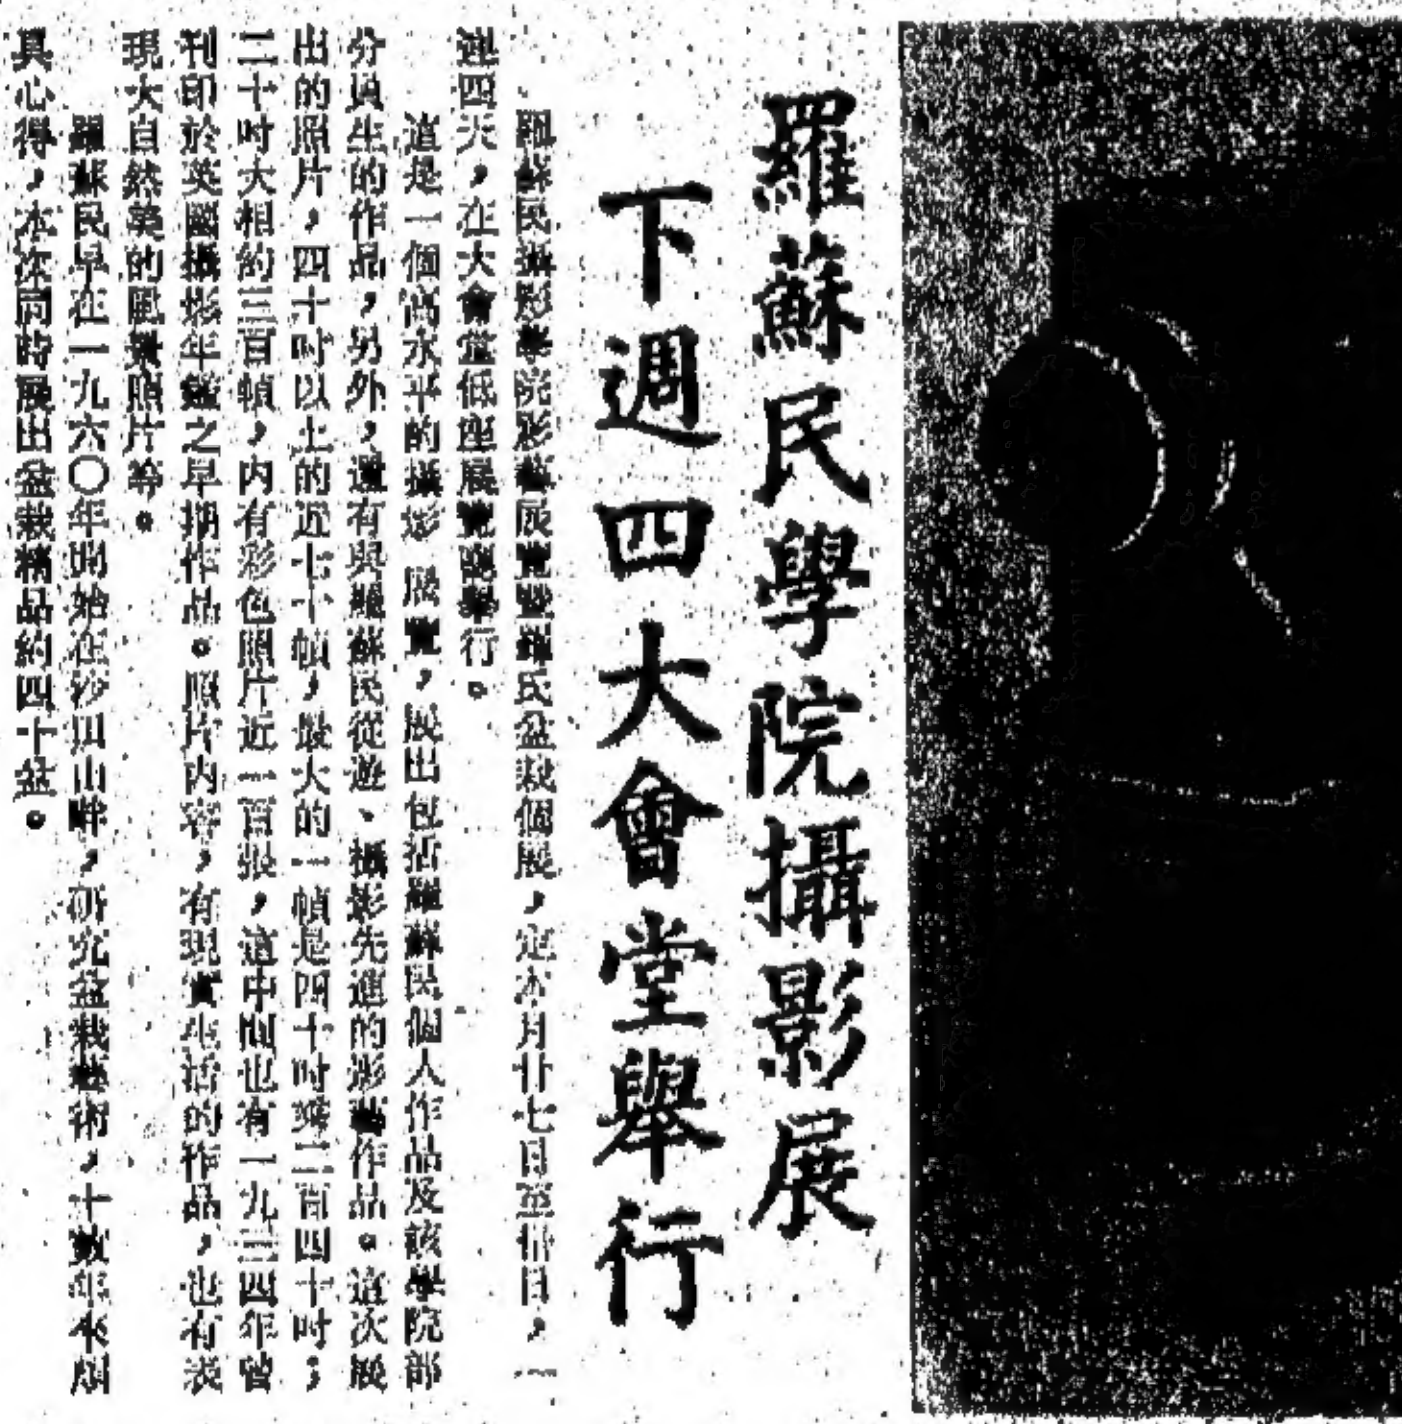 羅蘇民學院攝影展
下週四大會堂舉行
羅蘇民攝影學院影藝展覽暨羅氏盆栽個展，定本月廿七日至卅日，一
連四天，在大會堂低座展覽廳舉行。
這是一個高水平的攝影展覽，展出包括羅蘇民個人作品及該學院部
分員生的作品，另外，還有與羅蘇民從遊、攝影先進的影藝作品。這次展
出的照片，四十吋以上的近七十幀，最大的一幀是四十吋乘二百四十吋；
二十吋大相約三百幀，內有彩色照片近二百張，這中間也有一九三四年曾
刊印於英國攝影年鑑之早期作品。照片內容，有現實生活的作品，也有表
現大自然美的風景照片等。
羅蘇民早在一九六〇年開始在沙田山畔，研究盆栽藝術，十數年來頗
具心得，本次同時展出盆栽精品約四十盆。